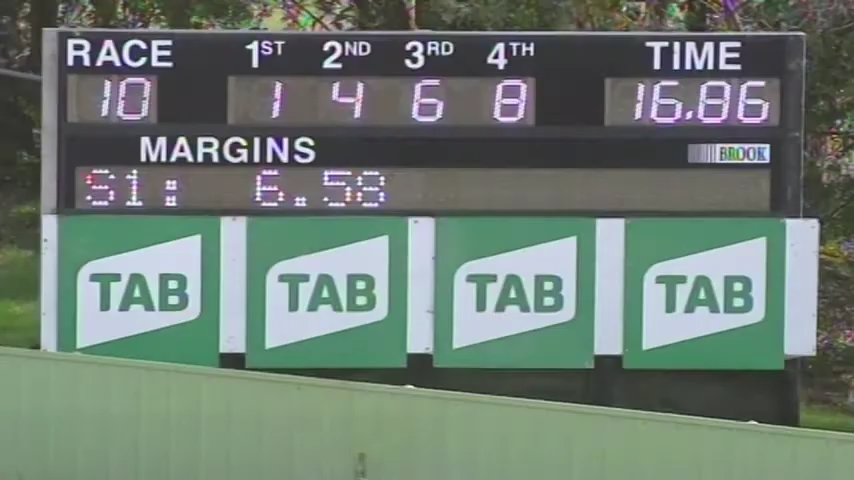 RACE 1ST 2ND 3RD 4TH TIME
10 1 4 6 8 16.86
MARGINS BROOK
S1: 6.58
TAB TAB TAB TAB